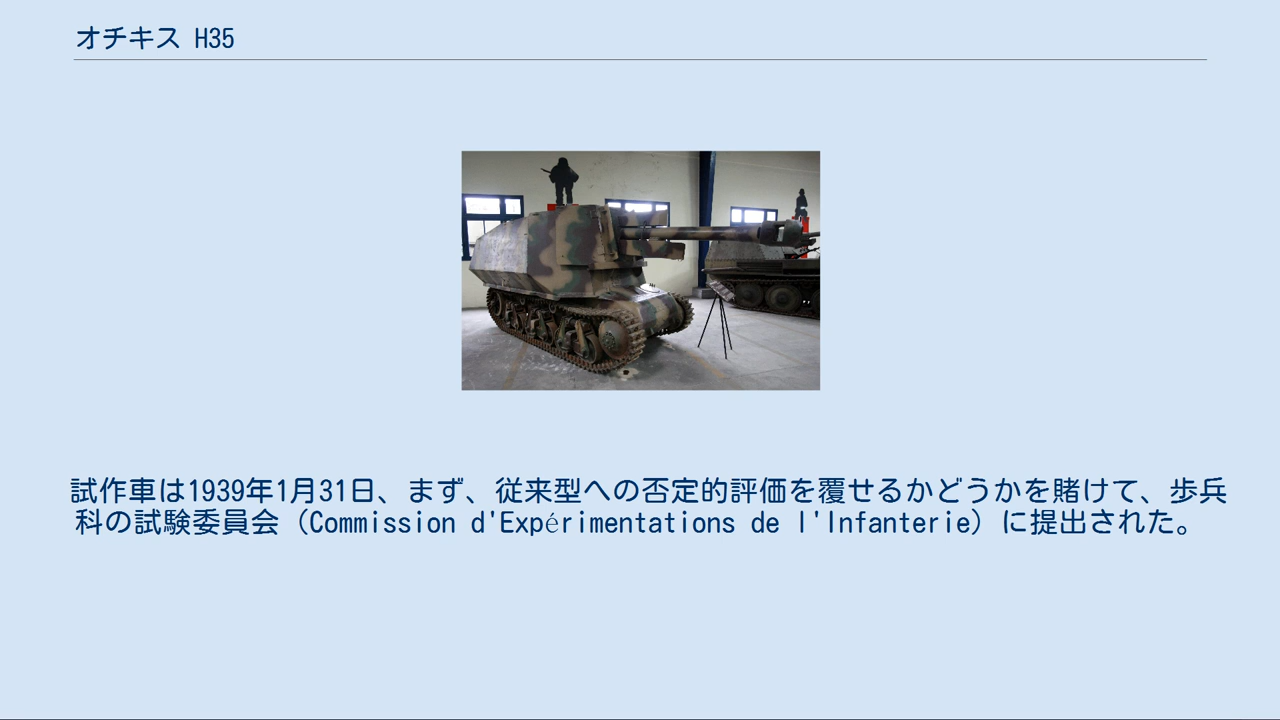 オチキス H35
試作車は1939年1月31日、まず、従来型への否定的評価を覆せるかどうかを賭けて、歩兵
科の試験委員会（Commission d'Expérimentations de l'Infanterie）に提出された。